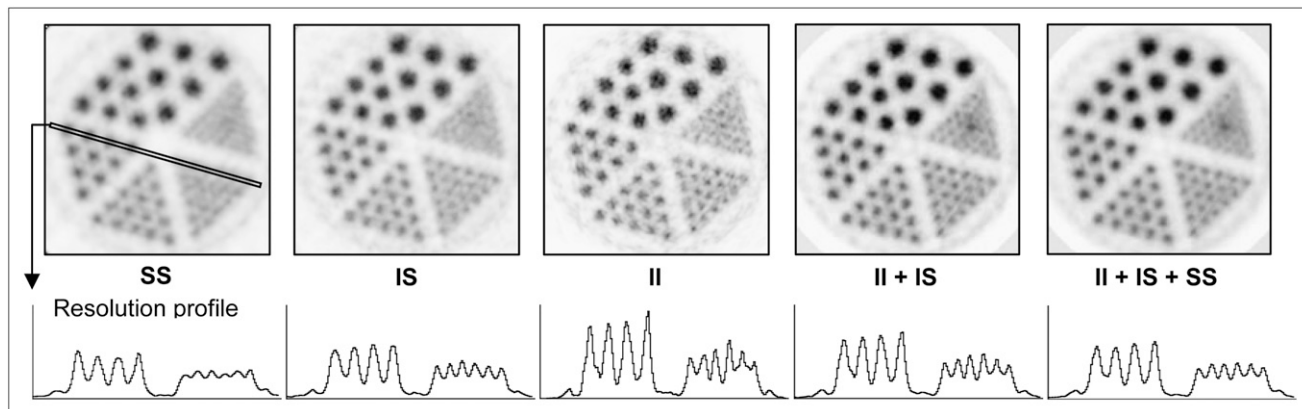 SS
IS
II
II + IS
II + IS + SS
Resolution profile